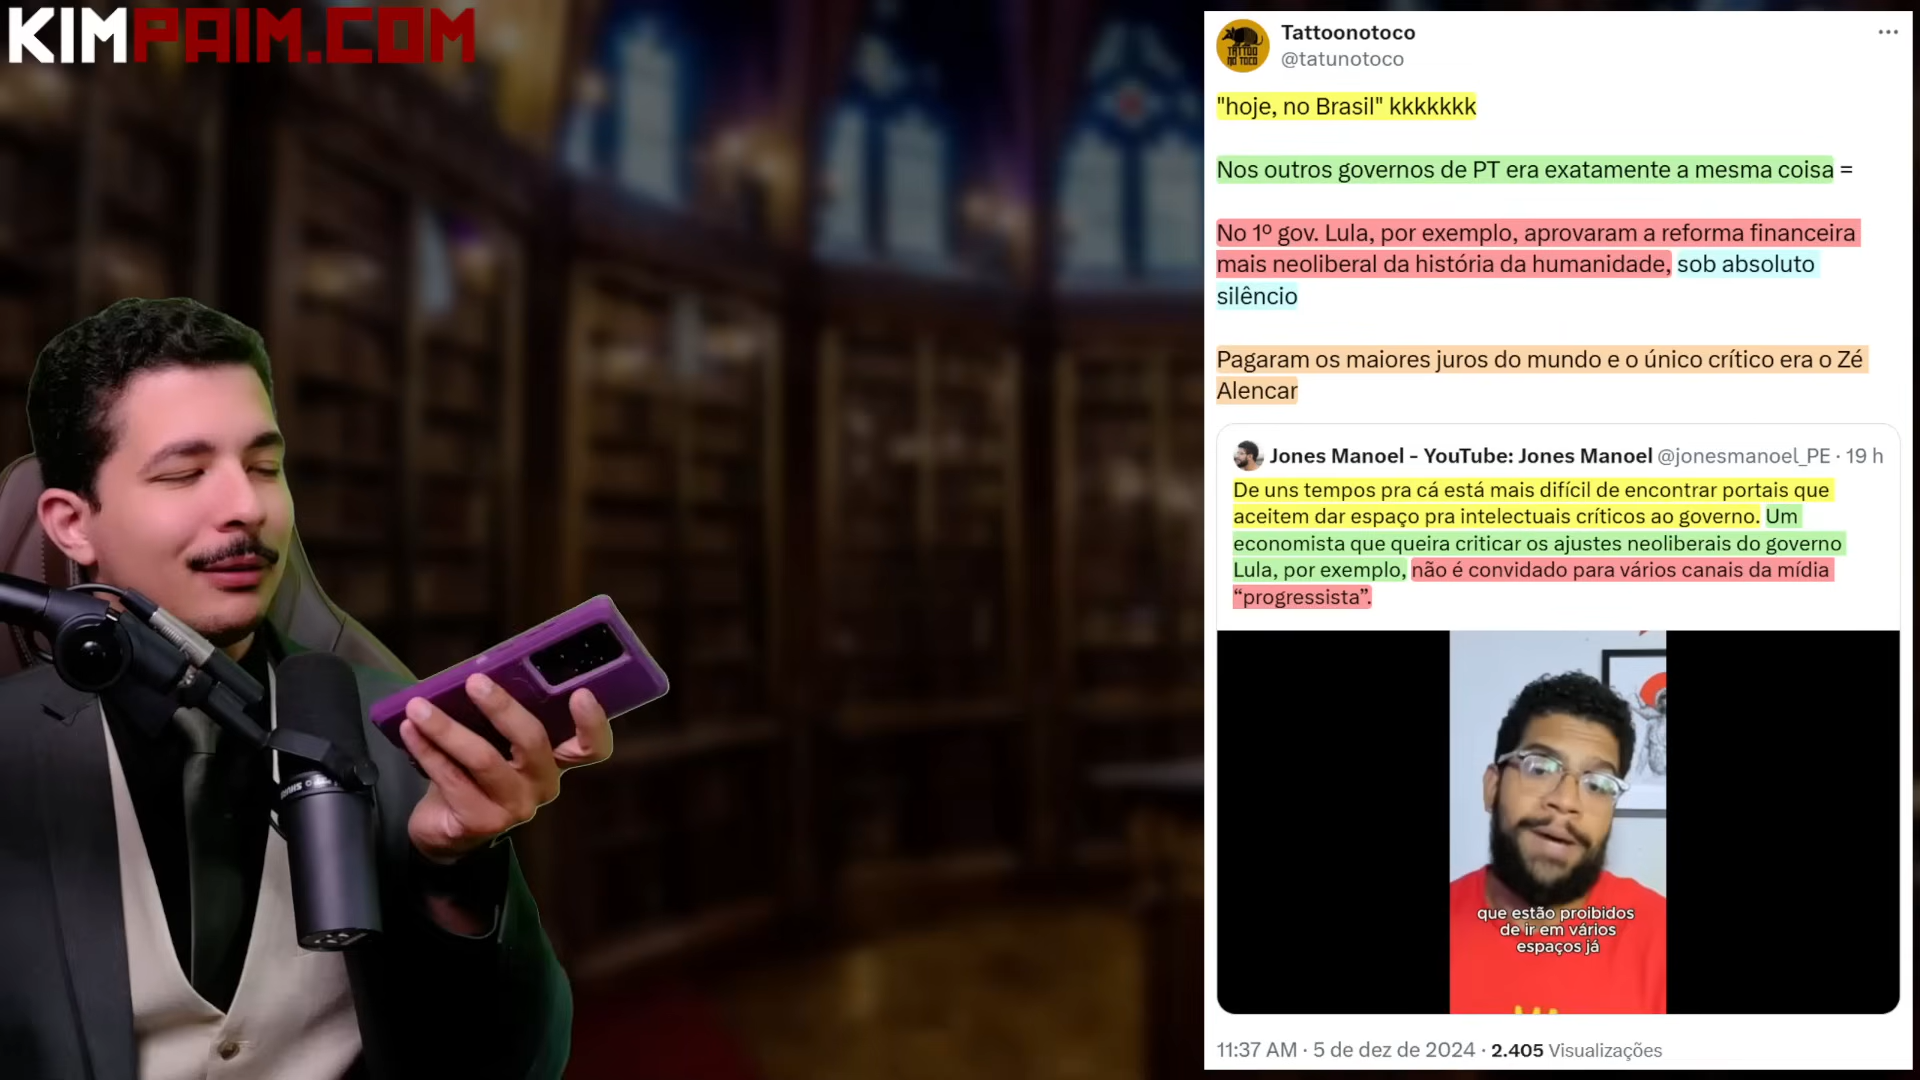 KIMPAIM.COM
Tattoonotoco
@tatunotoco
TATTOO
NO TOCO
"hoje, no Brasil" kkkkkkk
Nos outros governos de PT era exatamente a mesma coisa =
No 1º gov. Lula, por exemplo, aprovaram a reforma financeira
mais neoliberal da história da humanidade, sob absoluto
silêncio
Pagaram os maiores juros do mundo e o único crítico era o Zé
Alencar
Jones Manoel - YouTube: Jones Manoel @jonesmanoel_PE · 19 h
De uns tempos pra cá está mais difícil de encontrar portais que
aceitem dar espaço pra intelectuais críticos ao governo. Um
economista que queira criticar os ajustes neoliberais do governo
Lula, por exemplo, não é convidado para vários canais da mídia
“progressista”.
que estão proibidos
de ir em vários
espaços já
11:37 AM · 5 de dez de 2024 · 2.405 Visualizações